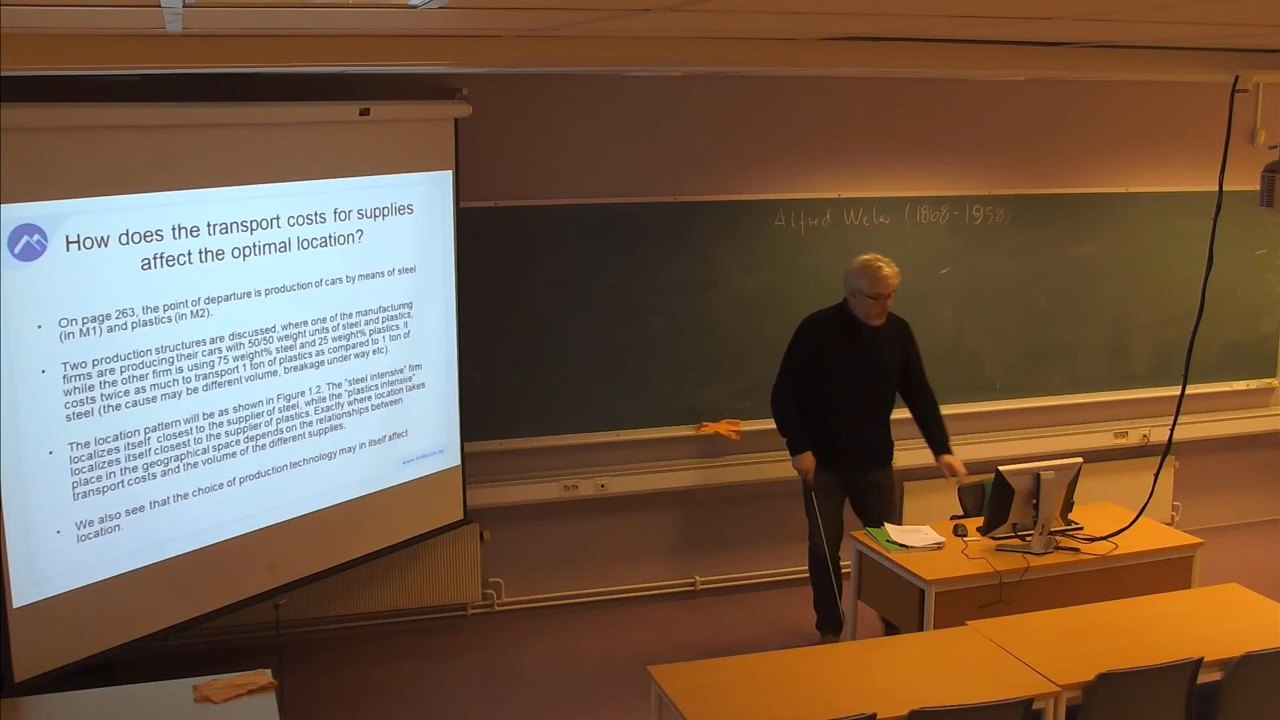 How does the transport costs for supplies
affect the optimal location?
• On page 263, the point of departure is production of cars by means of steel
(in M1) and plastics (in M2).
• Two production structures are discussed, where one of the manufacturing
firms are producing their cars with 50/50 weight units of steel and plastics,
while the other firm is using 75 weight% steel and 25 weight% plastics. It
costs twice as much to transport 1 ton of plastics as compared to 1 ton of
steel (the cause may be different volume, breakage under way etc).
• The location pattern will be as shown in Figure 1.2. The "steel intensive" firm
localizes itself closest to the supplier of steel, while the "plastics intensive"
localizes itself closest to the supplier of plastics. Exactly where location takes
place in the geographical space depends on the relationships between
transport costs and the volume of the different supplies.
• We also see that the choice of production technology may in itself affect
location.
Alfred Weber (1868-1958)